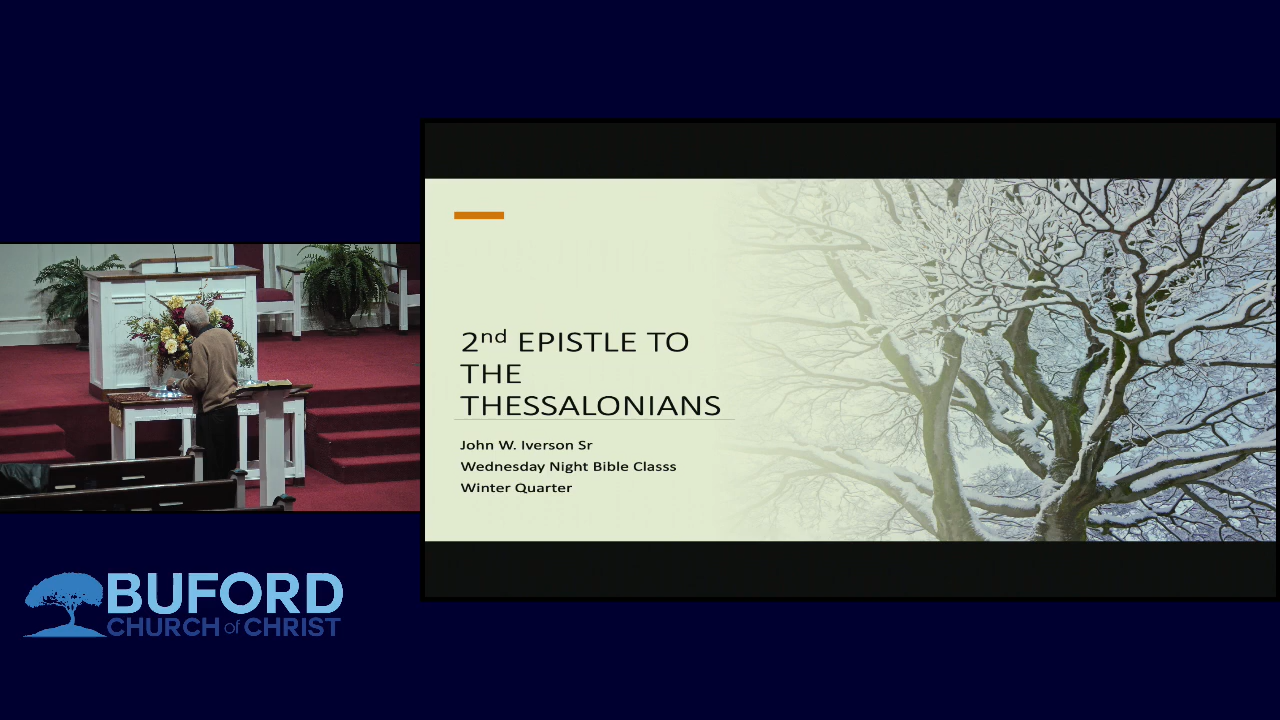 2nd EPISTLE TO
THE
THESSALONIANS
John W. Iverson Sr
Wednesday Night Bible Classs
Winter Quarter
BUFORD
CHURCH of CHRIST